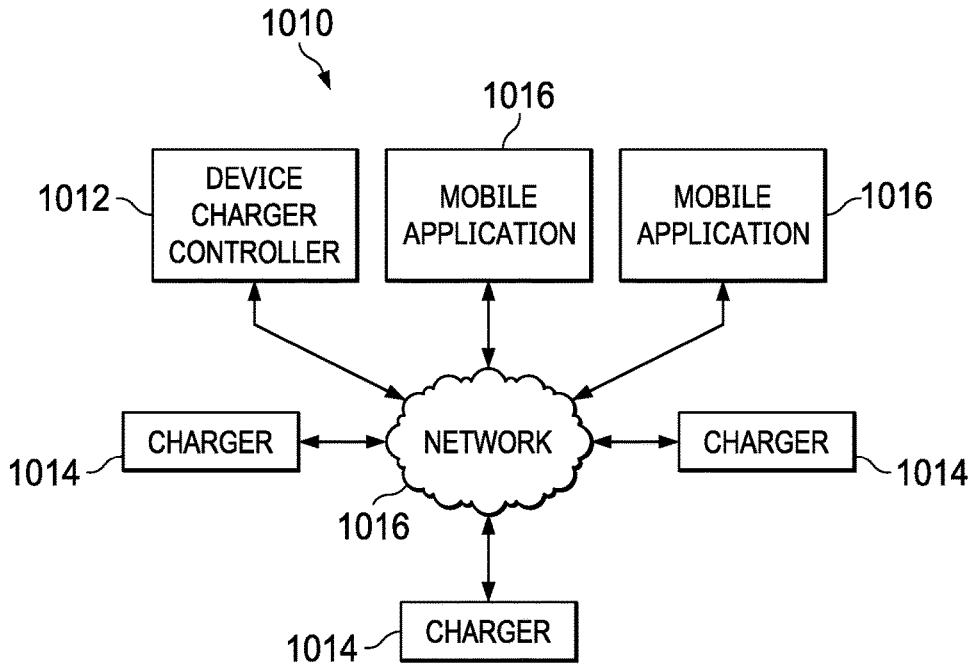 1010
1016
1012
DEVICE
CHARGER
CONTROLLER
MOBILE
APPLICATION
MOBILE
APPLICATION
1016
CHARGER
1014
NETWORK
1016
CHARGER
1014
CHARGER
1014